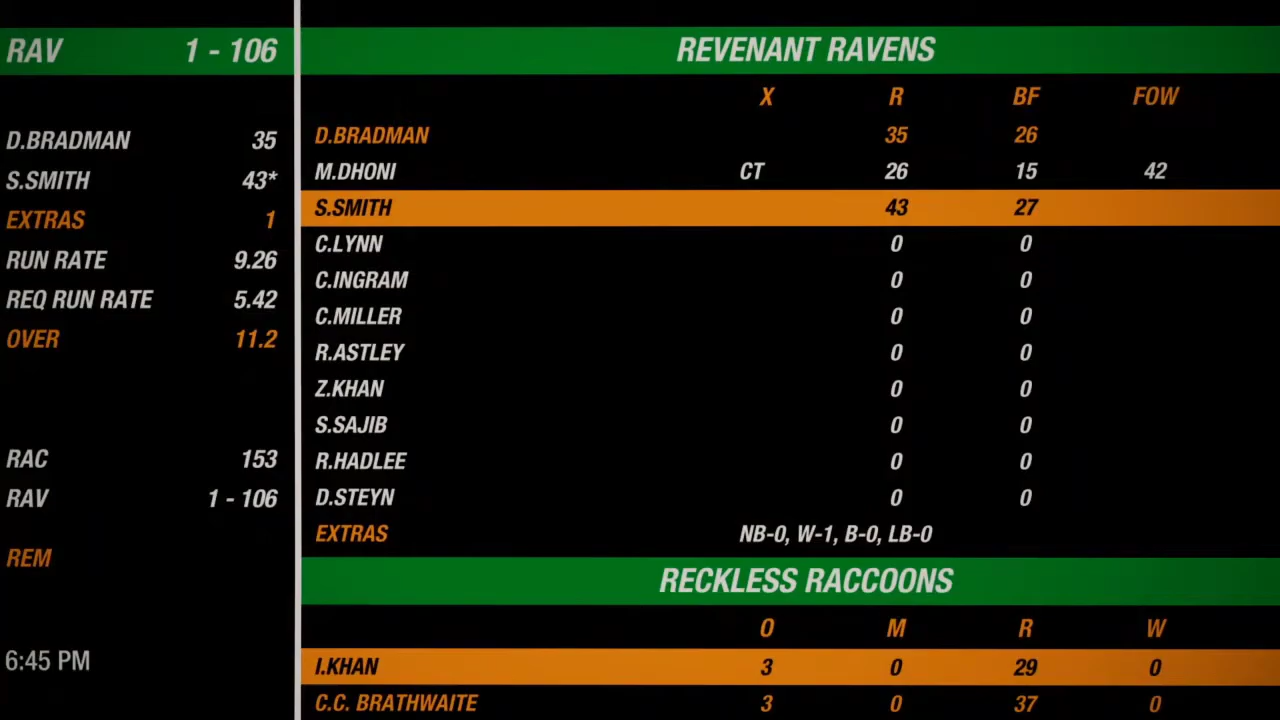 RAV 1 - 106
D.BRADMAN 35
S.SMITH 43*
EXTRAS 1
RUN RATE 9.26
REQ RUN RATE 5.42
OVER 11.2
RAC 153
RAV 1 - 106
REM
6:45 PM
REVENANT RAVENS
X R BF FOW
D.BRADMAN 35 26
M.DHONI CT 26 15 42
S.SMITH 43 27
C.LYNN 0 0
C.INGRAM 0 0
C.MILLER 0 0
R.ASTLEY 0 0
Z.KHAN 0 0
S.SAJIB 0 0
R.HADLEE 0 0
D.STEYN 0 0
EXTRAS NB-0, W-1, B-0, LB-0
RECKLESS RACCOONS
O M R W
I.KHAN 3 0 29 0
C.C. BRATHWAITE 3 0 37 0